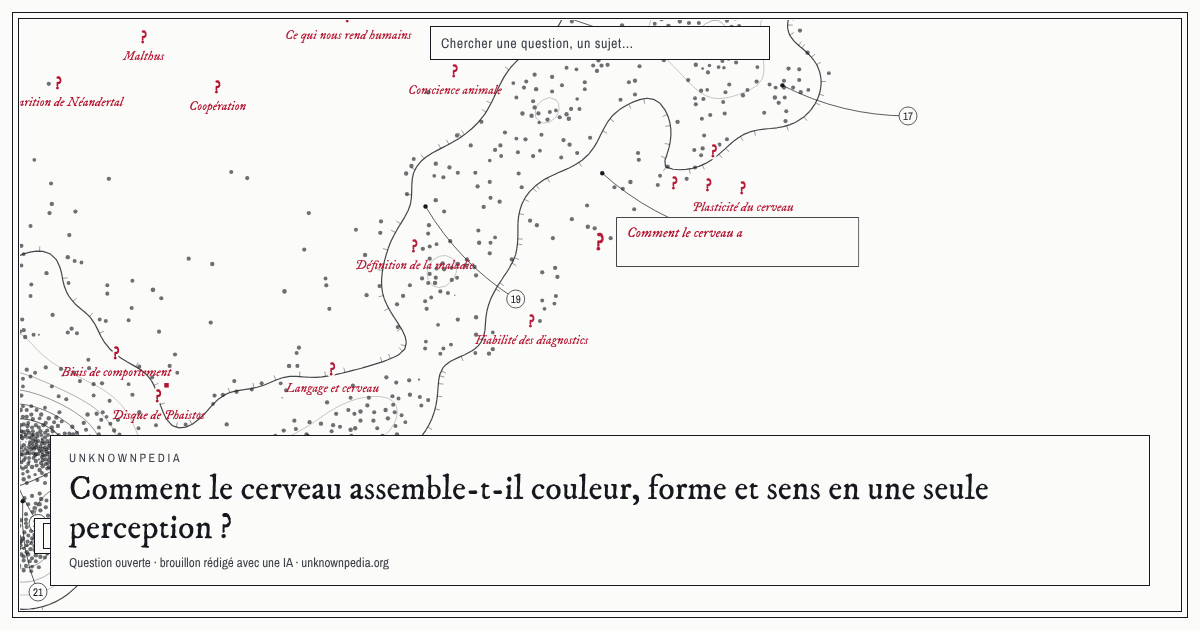 Ce qui nous rend humains
Chercher une question, un sujet...
Malthus
Conscience animale
Coopération
17
Plasticité du cerveau
Comment le cerveau a
Définition de la maladie
19
Fiabilité des diagnostics
Biais de comportement
Langage et cerveau
Disque de Phaistos
UNKNOWNPEDIA
Comment le cerveau assemble-t-il couleur, forme et sens en une seule
perception ?
Question ouverte · brouillon rédigé avec une IA · unknownpedia.org
21